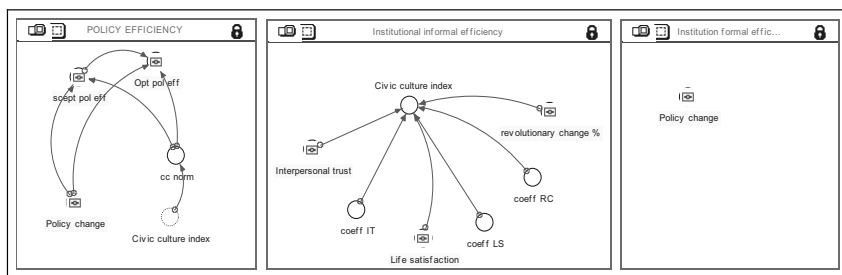 POLICY EFFICIENCY
scept pol eff
Opt pol eff
cc norm
Policy change
Civic culture index
Institutional informal efficiency
Civic culture index
revolutionary change %
Interpersonal trust
coeff RC
coeff IT
coeff LS
Life satisfaction
Institution formal effic...
Policy change